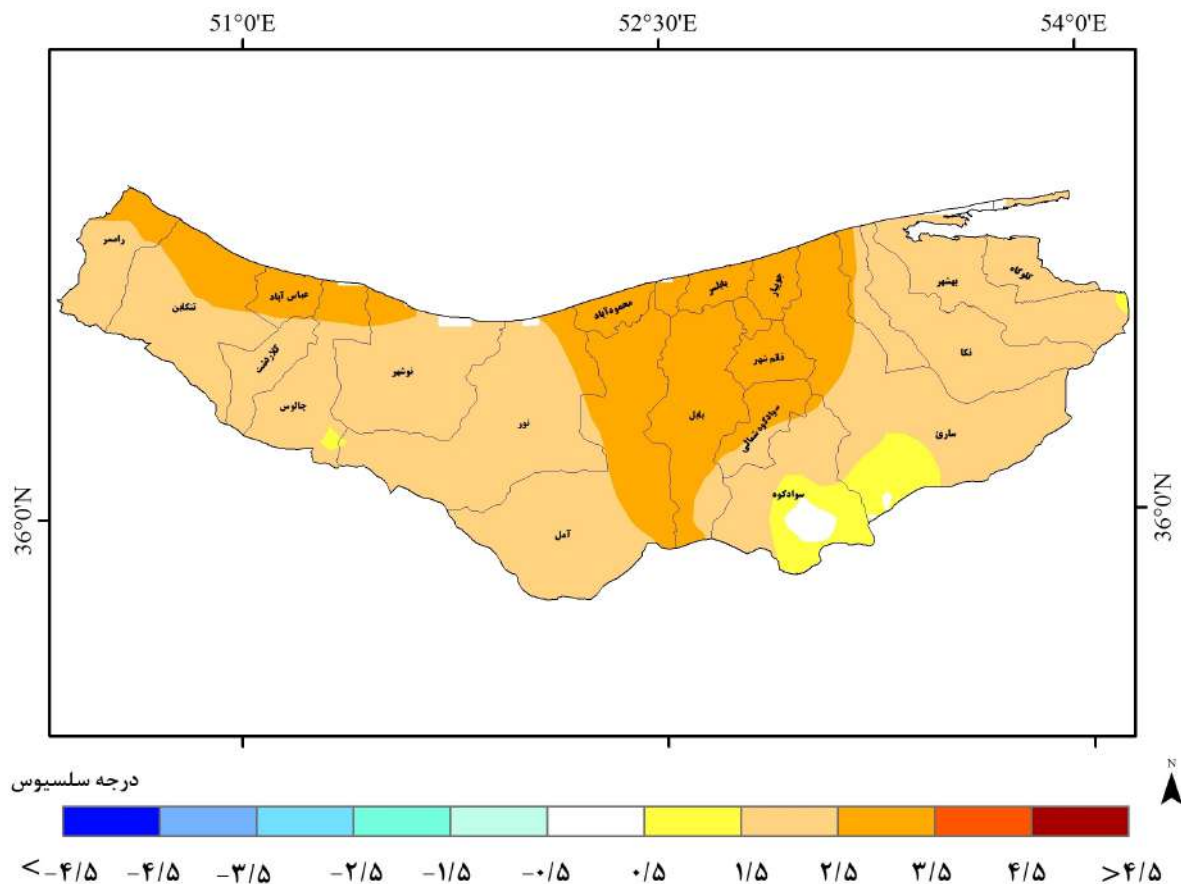 51°0'E 52°30'E 54°0'E
رامسر
تنکابن
عباس آباد
کلاردشت
چالوس
نوشهر
نور
آمل
محمودآباد
بابلسر
جویبار
قائم شهر
بابل
سوادکوه شمالی
سوادکوه
ساری
نکا
بهشهر
گلوگاه
36°0'N
36°0'N
درجه سلسیوس
N
<-۴/۵ -۴/۵ -۳/۵ -۲/۵ -۱/۵ -۰/۵ ۰/۵ ۱/۵ ۲/۵ ۳/۵ ۴/۵ >۴/۵